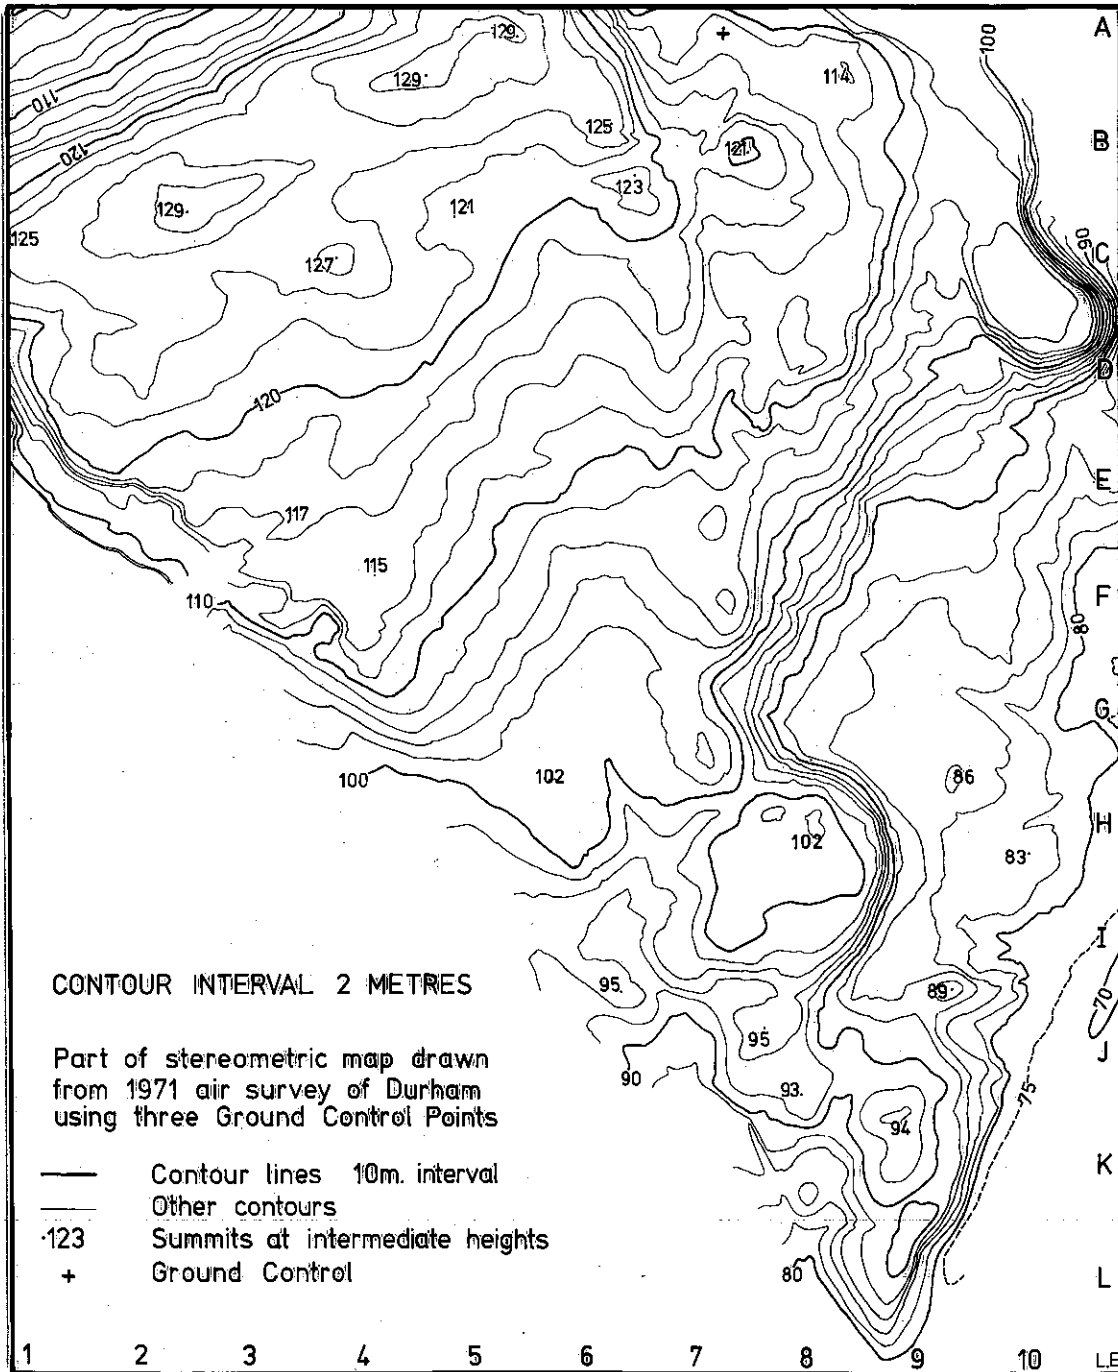 A
100
129.
129.
114
110
125.
B
120
121.
123
129.
121
125
90
C
127.
D
120
E
117
115
F
110
80
G
100
102
86
H
102
83.
I
CONTOUR INTERVAL 2 METRES
95.
89.
70
95
J
Part of stereometric map drawn
from 1971 air survey of Durham
using three Ground Control Points
90
93.
75
94
K
Contour lines 10m. interval
Other contours
·123 Summits at intermediate heights
+ Ground Control
80
L
1 2 3 4 5 6 7 8 9 10